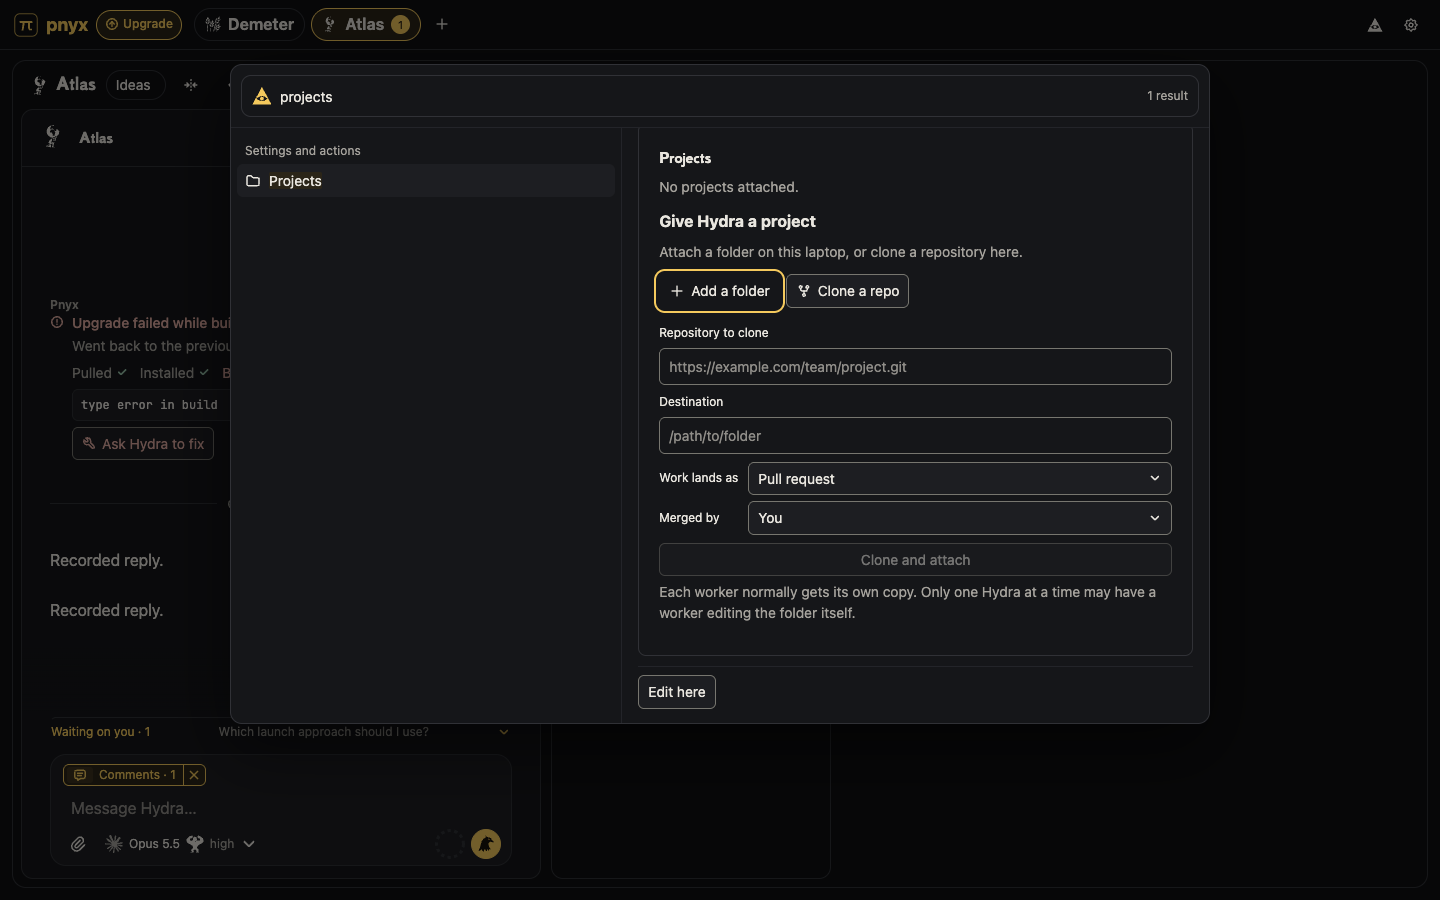 pnyx
Upgrade
Demeter
Atlas
1
Atlas
Ideas
projects
1 result
Atlas
Settings and actions
Projects
Projects
No projects attached.
Give Hydra a project
Attach a folder on this laptop, or clone a repository here.
Add a folder
Clone a repo
Repository to clone
https://example.com/team/project.git
Destination
/path/to/folder
Work lands as
Pull request
Merged by
You
Clone and attach
Each worker normally gets its own copy. Only one Hydra at a time may have a
worker editing the folder itself.
Edit here
Pnyx
Upgrade failed while
Went back to the
Pulled
Installed
type error in build
Ask Hydra to fix
Recorded reply.
Recorded reply.
Waiting on you · 1
Which launch approach should I use?
Comments · 1
Message Hydra...
Opus 5.5
high